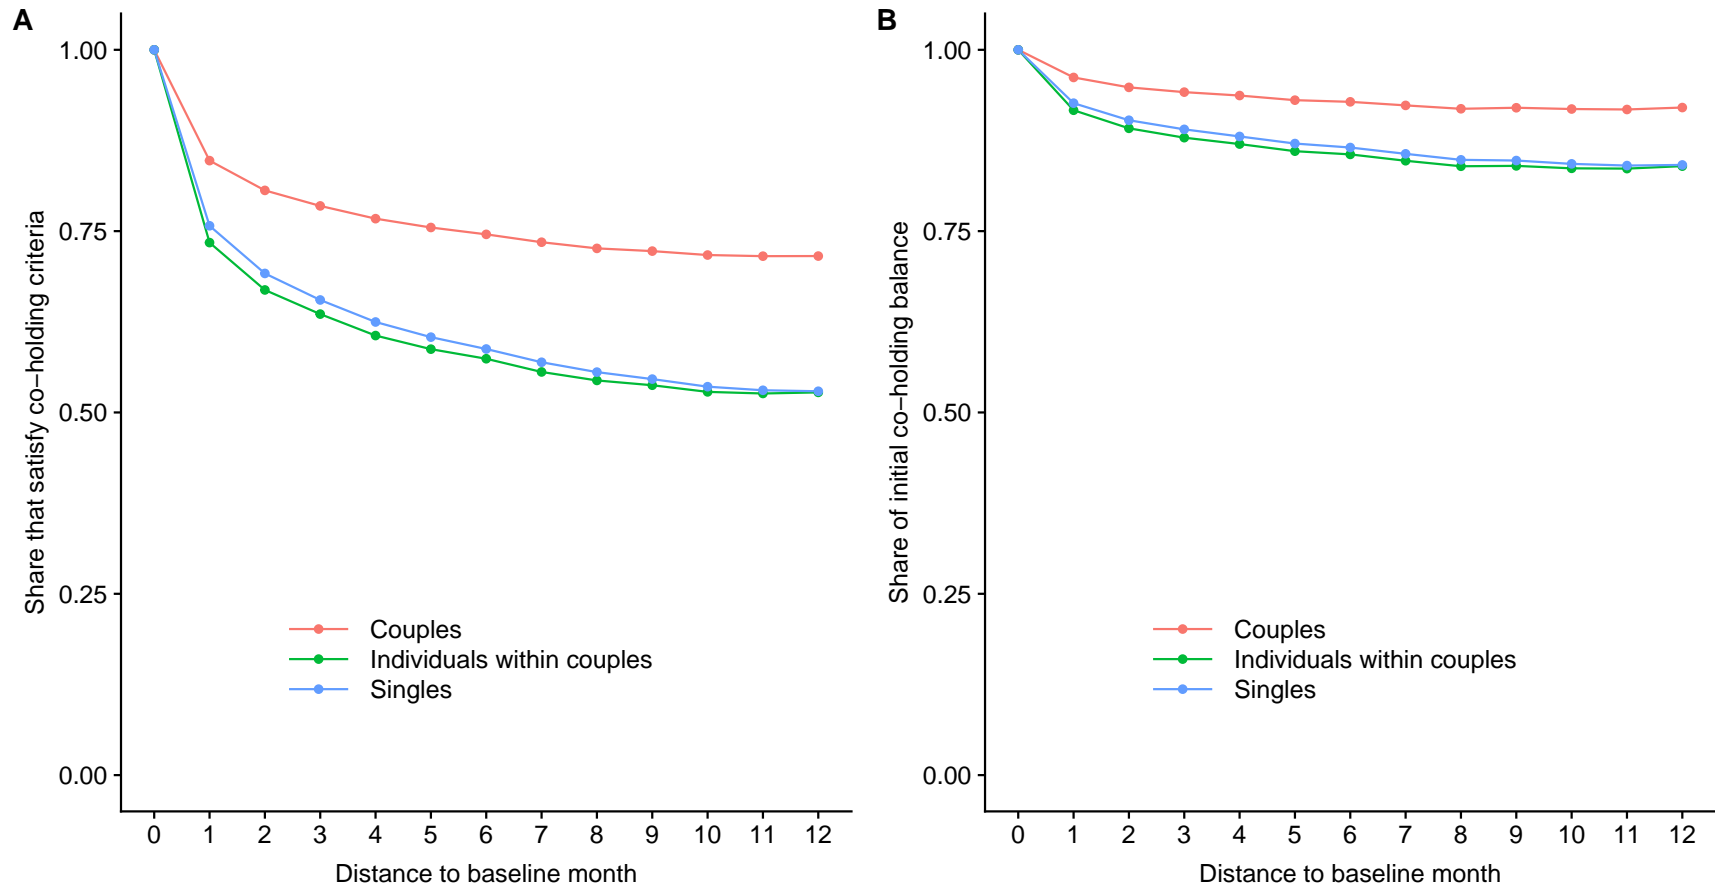 A
Share that satisfy co−holding criteria
1.00
0.75
0.50
0.25
0.00
Couples
Individuals within couples
Singles
0 1 2 3 4 5 6 7 8 9 10 11 12
Distance to baseline month
B
Share of initial co−holding balance
1.00
0.75
0.50
0.25
0.00
Couples
Individuals within couples
Singles
0 1 2 3 4 5 6 7 8 9 10 11 12
Distance to baseline month